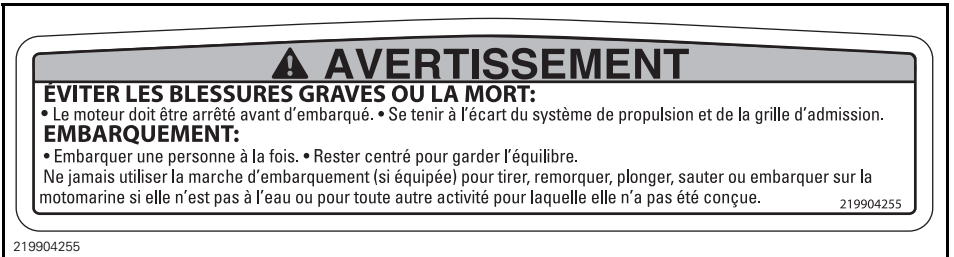 AVERTISSEMENT
ÉVITER LES BLESSURES GRAVES OU LA MORT:
• Le moteur doit être arrêté avant d'embarqué. • Se tenir à l'écart du système de propulsion et de la grille d'admission.
EMBARQUEMENT:
• Embarquer une personne à la fois. • Rester centré pour garder l'équilibre.
Ne jamais utiliser la marche d'embarquement (si équipée) pour tirer, remorquer, plonger, sauter ou embarquer sur la
motomarine si elle n'est pas à l'eau ou pour toute autre activité pour laquelle elle n'a pas été conçue.
219904255
219904255